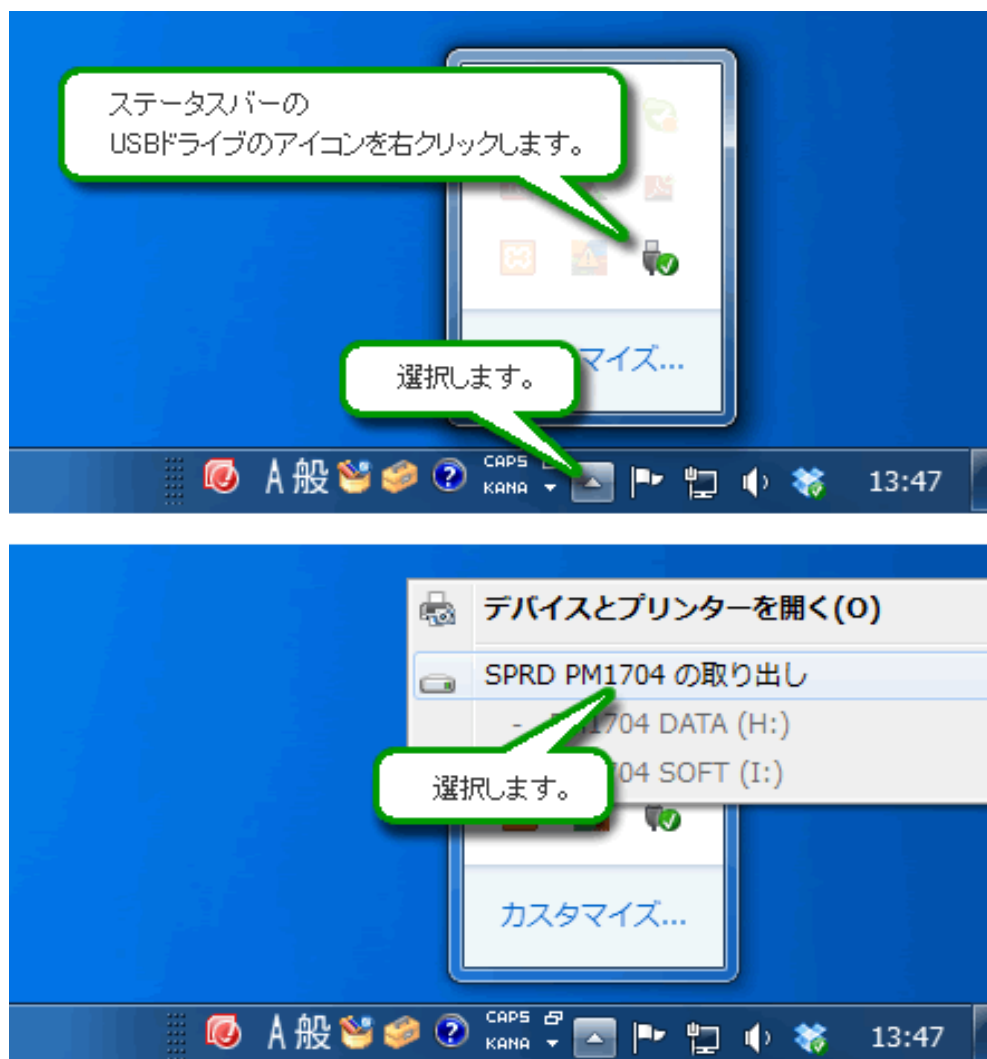 ステータスバーの
USBドライブのアイコンを右クリックします。
マイズ...
選択します。
A 般 CAPS KANA 13:47
デバイスとプリンターを開く(O)
SPRD PM1704 の取り出し
- 1704 DATA (H:)
04 SOFT (I:)
選択します。
カスタマイズ...
A 般 CAPS KANA 13:47